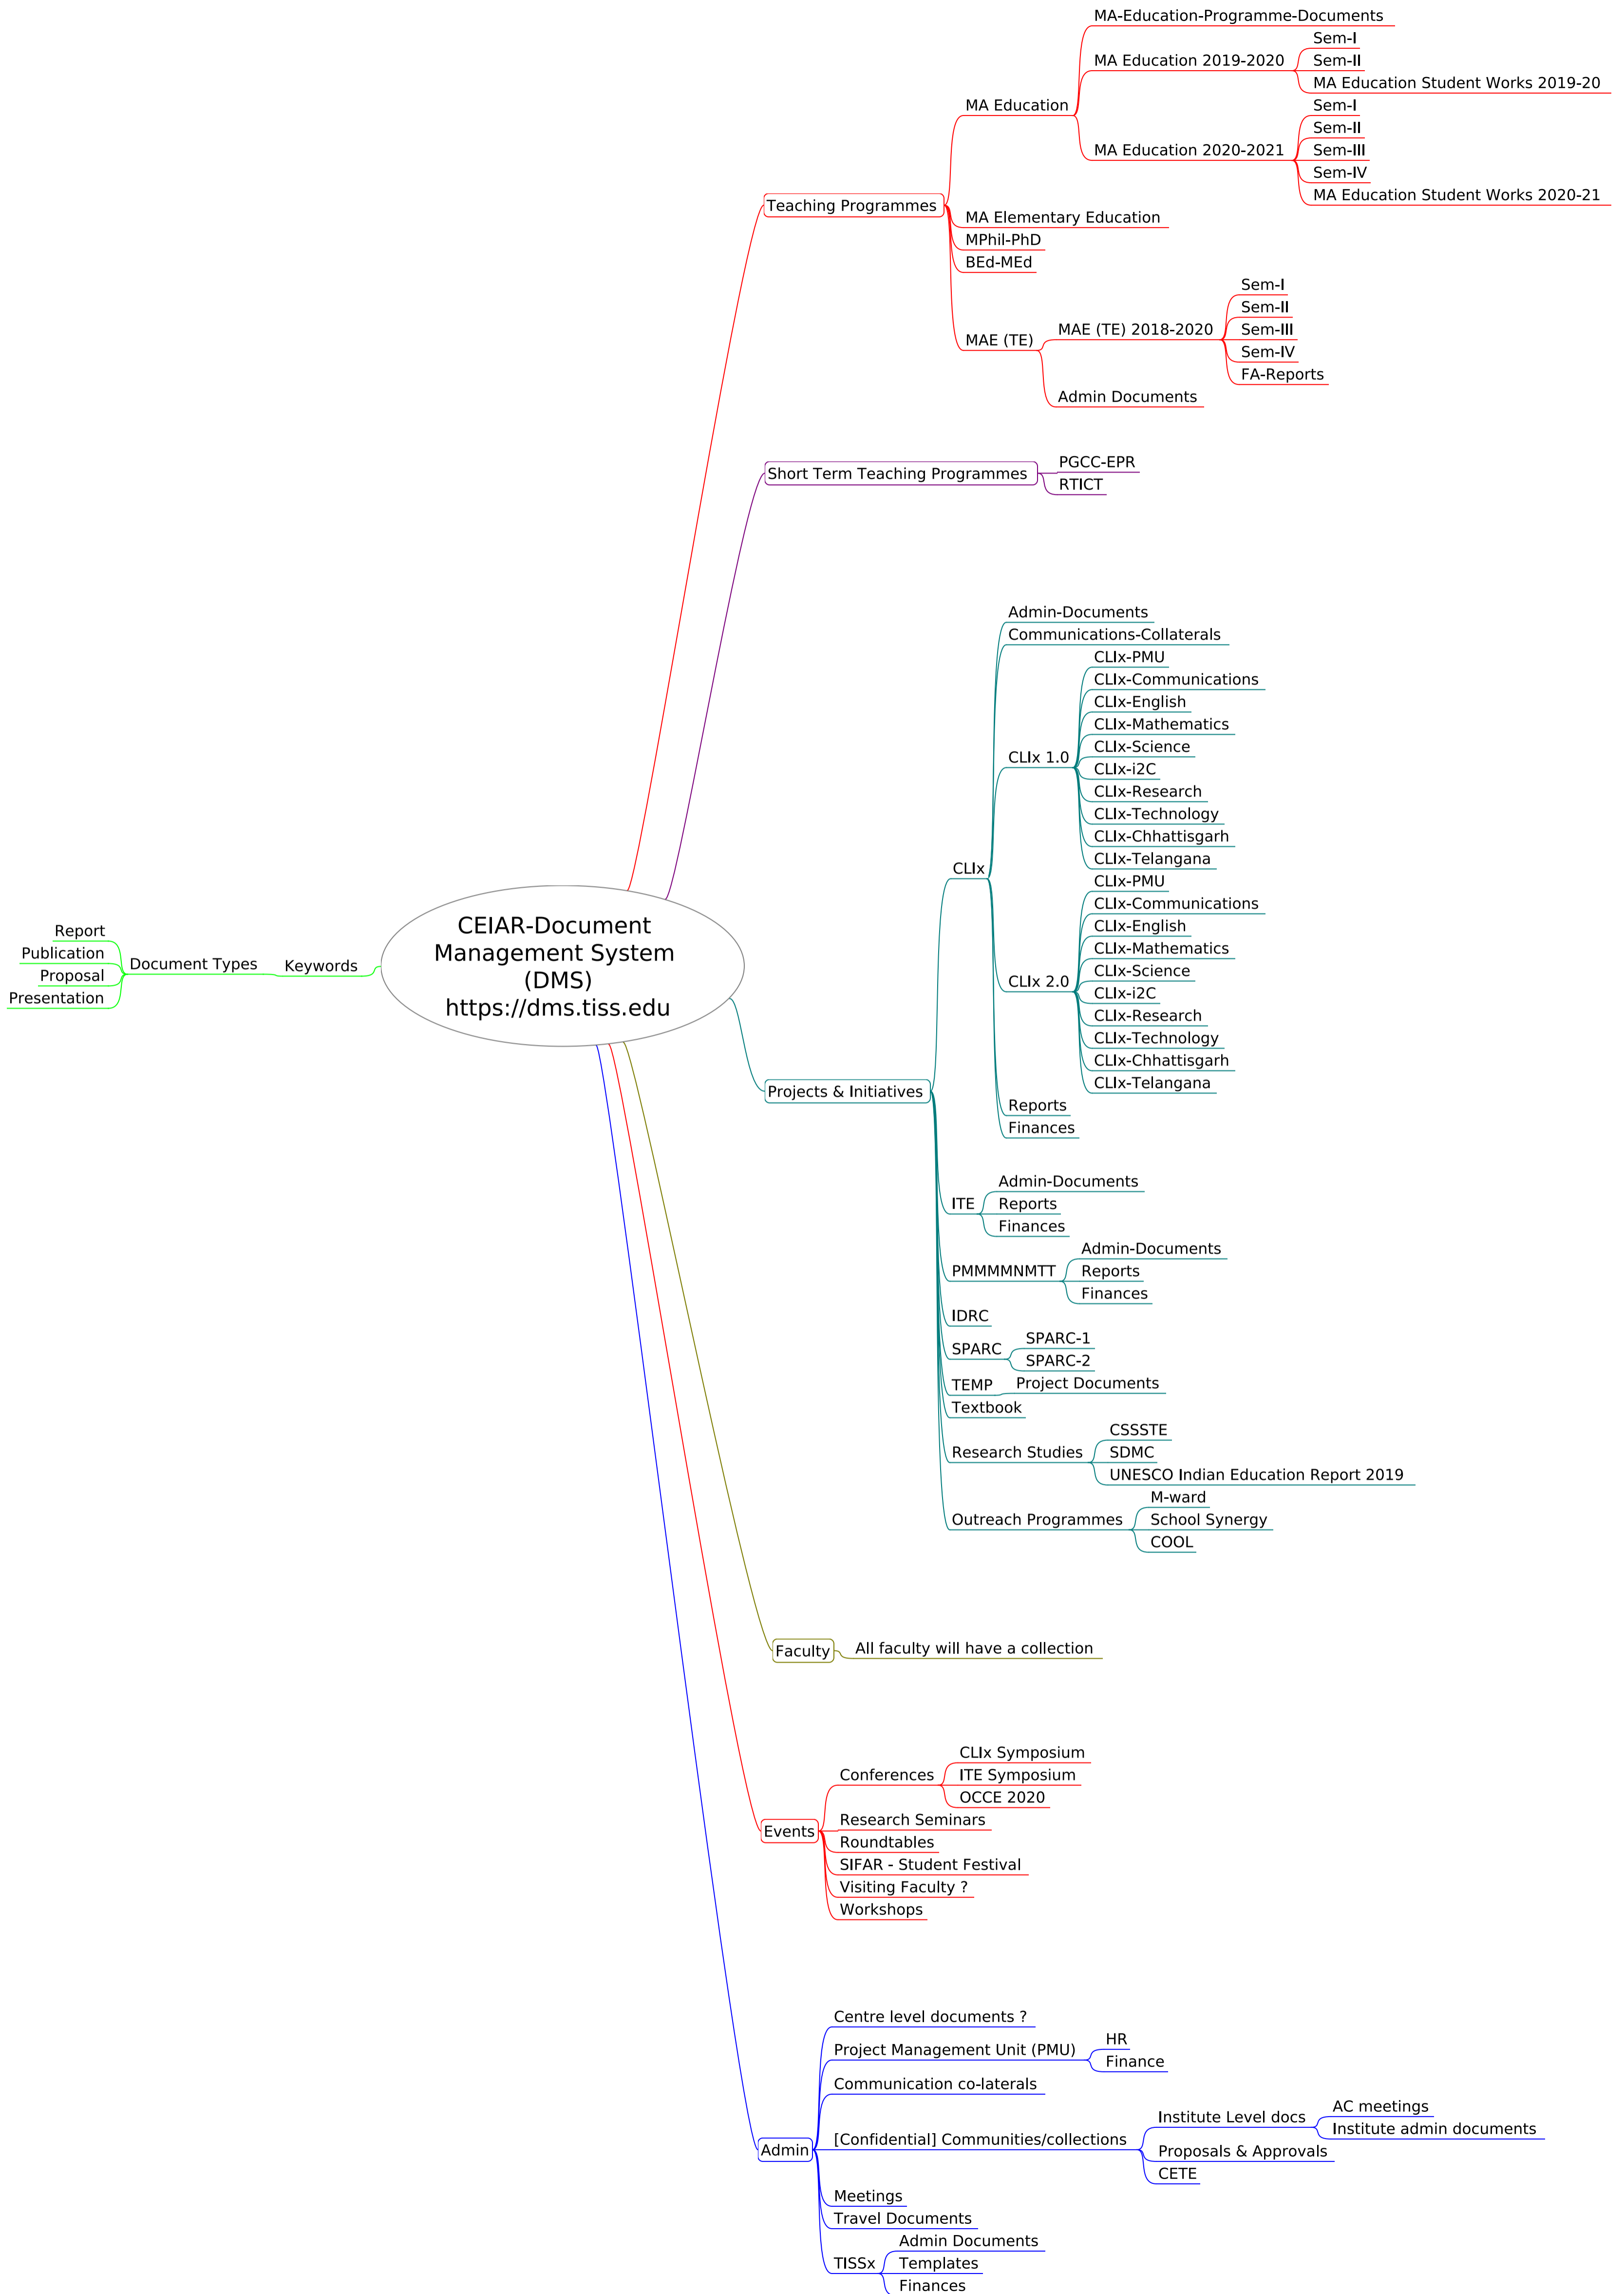 CEIAR-Document
Management System
(DMS)
https://dms.tiss.edu
Teaching Programmes
MA Education
MA-Education-Programme-Documents
MA Education 2019-2020
Sem-I
Sem-II
MA Education Student Works 2019-20
MA Education 2020-2021
Sem-I
Sem-II
Sem-III
Sem-IV
MA Education Student Works 2020-21
MA Elementary Education
MPhil-PhD
BEd-MEd
MAE (TE)
MAE (TE) 2018-2020
Sem-I
Sem-II
Sem-III
Sem-IV
FA-Reports
Admin Documents
Short Term Teaching Programmes
PGCC-EPR
RTICT
Projects & Initiatives
CLIx
Admin-Documents
Communications-Collaterals
CLIx 1.0
CLIx-PMU
CLIx-Communications
CLIx-English
CLIx-Mathematics
CLIx-Science
CLIx-i2C
CLIx-Research
CLIx-Technology
CLIx-Chhattisgarh
CLIx-Telangana
CLIx 2.0
CLIx-PMU
CLIx-Communications
CLIx-English
CLIx-Mathematics
CLIx-Science
CLIx-i2C
CLIx-Research
CLIx-Technology
CLIx-Chhattisgarh
CLIx-Telangana
Reports
Finances
ITE
Admin-Documents
Reports
Finances
PMMMMNMTT
Admin-Documents
Reports
Finances
IDRC
SPARC
SPARC-1
SPARC-2
TEMP
Project Documents
Textbook
Research Studies
CSSSTE
SDMC
UNESCO Indian Education Report 2019
Outreach Programmes
M-ward
School Synergy
COOL
Faculty
All faculty will have a collection
Events
Conferences
CLIx Symposium
ITE Symposium
OCCE 2020
Research Seminars
Roundtables
SIFAR - Student Festival
Visiting Faculty ?
Workshops
Admin
Centre level documents ?
Project Management Unit (PMU)
HR
Finance
Communication co-laterals
[Confidential] Communities/collections
Institute Level docs
AC meetings
Institute admin documents
Proposals & Approvals
CETE
Meetings
Travel Documents
TISSx
Admin Documents
Templates
Finances
Keywords
Document Types
Report
Publication
Proposal
Presentation